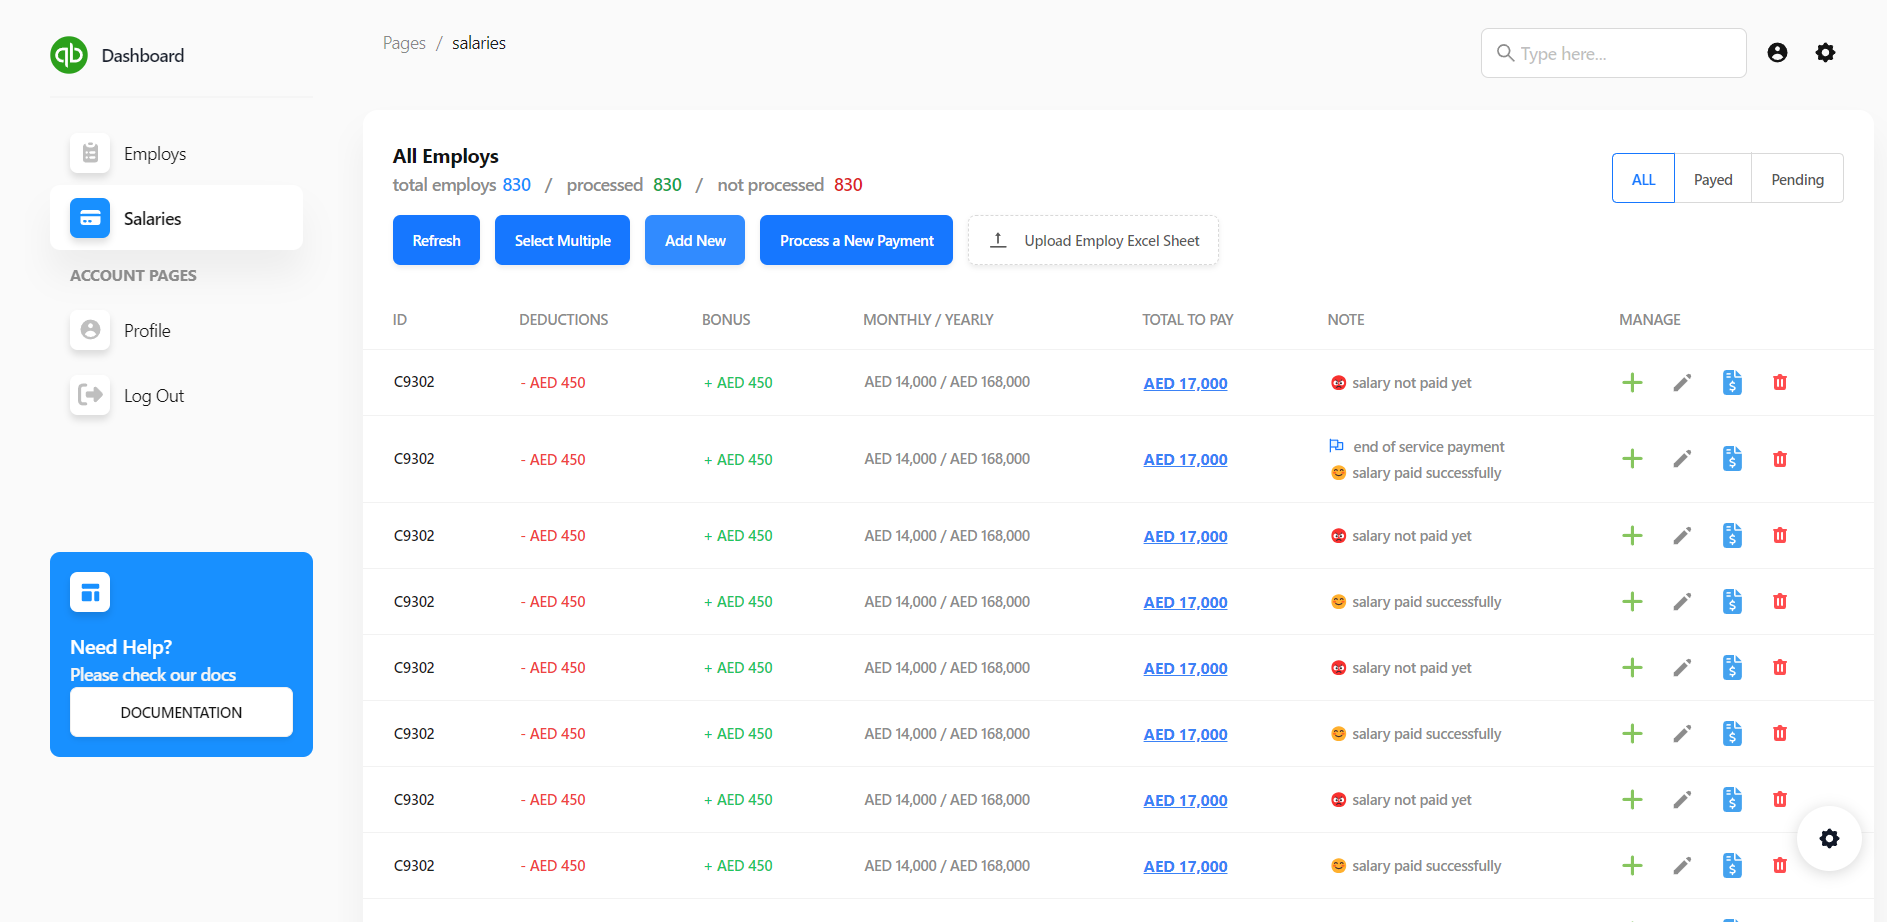 qb Dashboard
Pages / salaries
Type here...
Employs
Salaries
ACCOUNT PAGES
Profile
Log Out
Need Help?
Please check our docs
DOCUMENTATION
All Employs
total employs 830 / processed 830 / not processed 830
ALL Payed Pending
Refresh Select Multiple Add New Process a New Payment Upload Employ Excel Sheet
ID DEDUCTIONS BONUS MONTHLY / YEARLY TOTAL TO PAY NOTE MANAGE
C9302 - AED 450 + AED 450 AED 14,000 / AED 168,000 AED 17,000 salary not paid yet
C9302 - AED 450 + AED 450 AED 14,000 / AED 168,000 AED 17,000 end of service payment
salary paid successfully
C9302 - AED 450 + AED 450 AED 14,000 / AED 168,000 AED 17,000 salary not paid yet
C9302 - AED 450 + AED 450 AED 14,000 / AED 168,000 AED 17,000 salary paid successfully
C9302 - AED 450 + AED 450 AED 14,000 / AED 168,000 AED 17,000 salary not paid yet
C9302 - AED 450 + AED 450 AED 14,000 / AED 168,000 AED 17,000 salary paid successfully
C9302 - AED 450 + AED 450 AED 14,000 / AED 168,000 AED 17,000 salary not paid yet
C9302 - AED 450 + AED 450 AED 14,000 / AED 168,000 AED 17,000 salary paid successfully